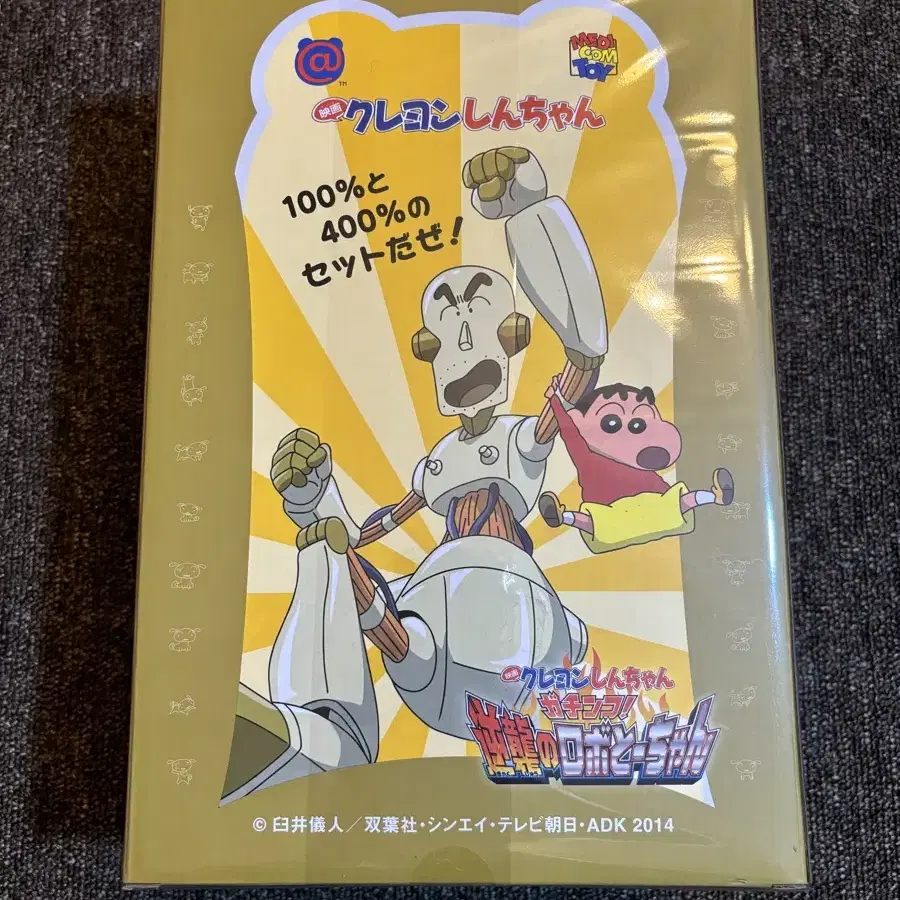 @
TM
MEDI
COM
TOY
映画 クレヨンしんちゃん
100%と
400%の
セットだぜ!
映画 クレヨンしんちゃん
ガチンコ!
逆襲のロボとーちゃん
© 臼井儀人／双葉社・シンエイ・テレビ朝日・ADK 2014